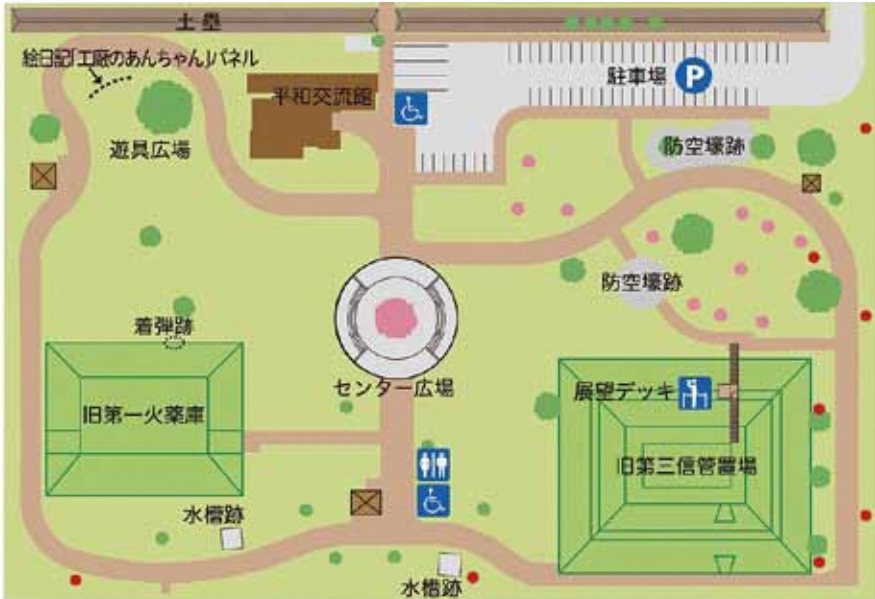 土塁
絵日記「工廠のあんちゃん」パネル
平和交流館
駐車場
P
遊具広場
防空壕跡
防空壕跡
着弾跡
センター広場
展望デッキ
旧第一火薬庫
旧第三信管置場
水槽跡
水槽跡